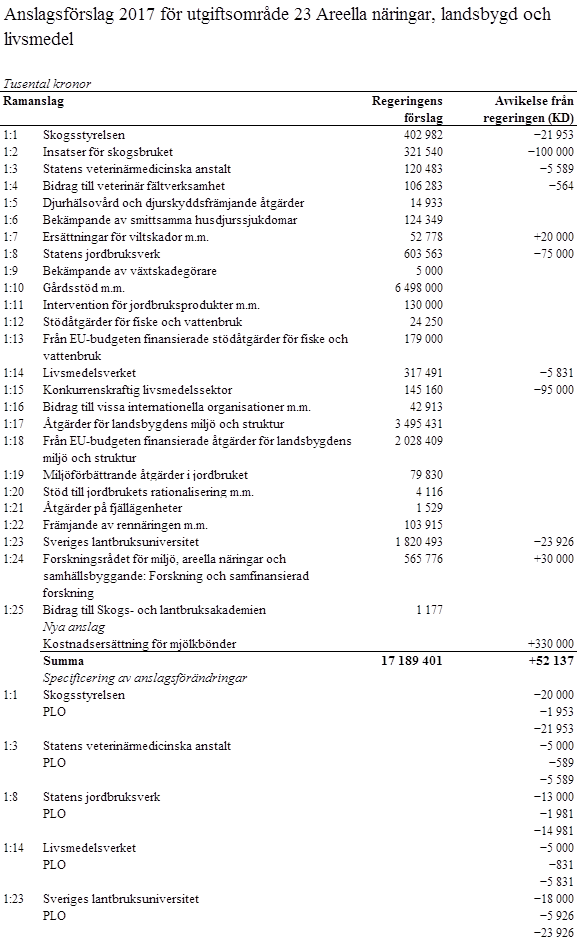 Anslagsförslag 2017 för utgiftsområde 23 Areella näringar, landsbygd och
livsmedel
Tusental kronor
Ramanslag Regeringens Avvikelse från
förslag regeringen (KD)
1:1 Skogsstyrelsen 402 982 −21 953
1:2 Insatser för skogsbruket 321 540 −100 000
1:3 Statens veterinärmedicinska anstalt 120 483 −5 589
1:4 Bidrag till veterinär fältverksamhet 106 283 −564
1:5 Djurhälsovård och djurskyddsfrämjande åtgärder 14 933
1:6 Bekämpande av smittsamma husdjurssjukdomar 124 349
1:7 Ersättningar för viltskador m.m. 52 778 +20 000
1:8 Statens jordbruksverk 603 563 −75 000
1:9 Bekämpande av växtskadegörare 5 000
1:10 Gårdsstöd m.m. 6 498 000
1:11 Intervention för jordbruksprodukter m.m. 130 000
1:12 Stödåtgärder för fiske och vattenbruk 24 250
1:13 Från EU-budgeten finansierade stödåtgärder för fiske och 179 000
vattenbruk
1:14 Livsmedelsverket 317 491 −5 831
1:15 Konkurrenskraftig livsmedelssektor 145 160 −95 000
1:16 Bidrag till vissa internationella organisationer m.m. 42 913
1:17 Åtgärder för landsbygdens miljö och struktur 3 495 431
1:18 Från EU-budgeten finansierade åtgärder för landsbygdens 2 028 409
miljö och struktur
1:19 Miljöförbättrande åtgärder i jordbruket 79 830
1:20 Stöd till jordbrukets rationalisering m.m. 4 116
1:21 Åtgärder på fjällägenheter 1 529
1:22 Främjande av rennäringen m.m. 103 915
1:23 Sveriges lantbruksuniversitet 1 820 493 −23 926
1:24 Forskningsrådet för miljö, areella näringar och 565 776 +30 000
samhällsbyggande: Forskning och samfinansierad
forskning
1:25 Bidrag till Skogs- och lantbruksakademien 1 177
Nya anslag
Kostnadsersättning för mjölkbönder +330 000
Summa 17 189 401 +52 137
Specificering av anslagsförändringar
1:1 Skogsstyrelsen −20 000
PLO −1 953
−21 953
1:3 Statens veterinärmedicinska anstalt −5 000
PLO −589
−5 589
1:8 Statens jordbruksverk −13 000
PLO −1 981
−14 981
1:14 Livsmedelsverket −5 000
PLO −831
−5 831
1:23 Sveriges lantbruksuniversitet −18 000
PLO −5 926
−23 926